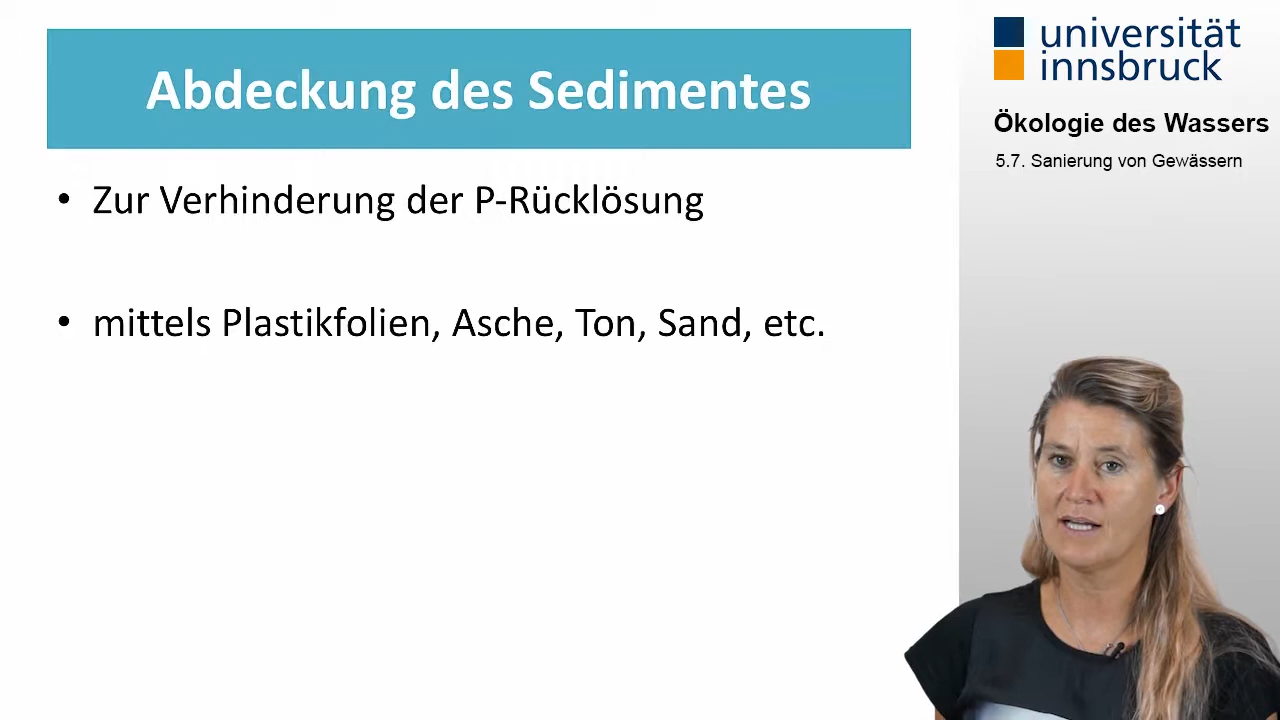 Abdeckung des Sedimentes
• Zur Verhinderung der P-Rücklösung
• mittels Plastikfolien, Asche, Ton, Sand, etc.
universität
innsbruck
Ökologie des Wassers
5.7. Sanierung von Gewässern